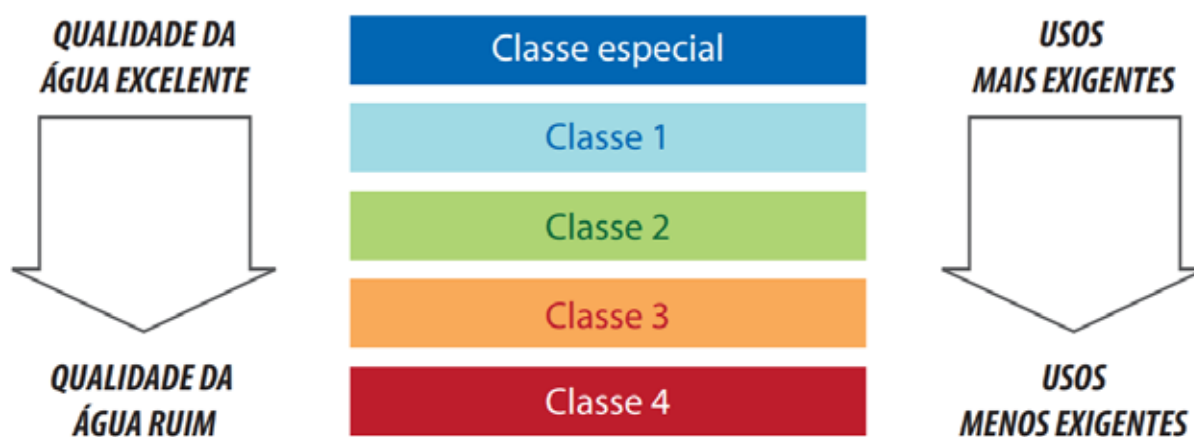 QUALIDADE DA
ÁGUA EXCELENTE
QUALIDADE DA
ÁGUA RUIM
Classe especial
Classe 1
Classe 2
Classe 3
Classe 4
USOS
MAIS EXIGENTES
USOS
MENOS EXIGENTES